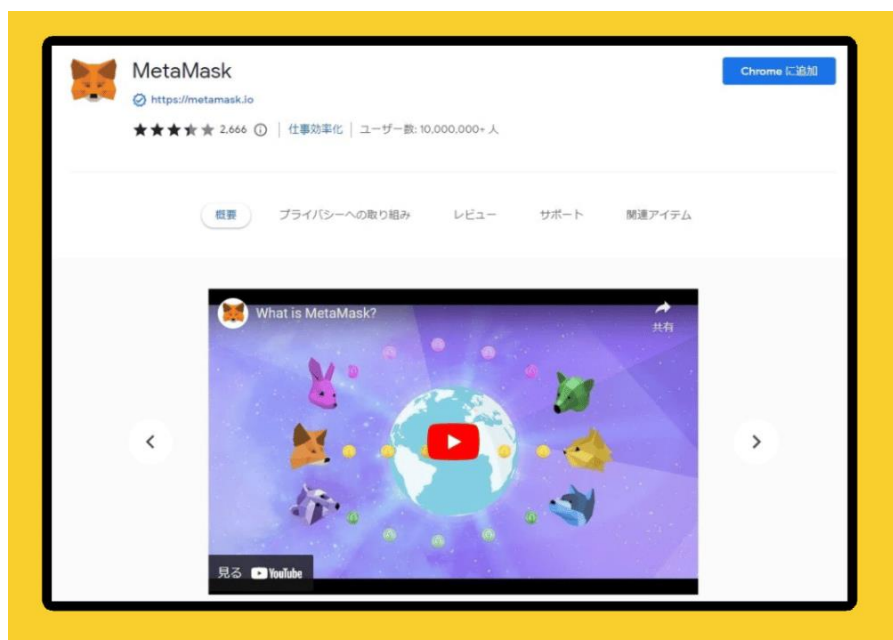 MetaMask
Chrome に追加
https://metamask.io
2,666 仕事効率化 ユーザー数: 10,000,000+ 人
概要 プライバシーへの取り組み レビュー サポート 関連アイテム
What is MetaMask?
共有
見る YouTube